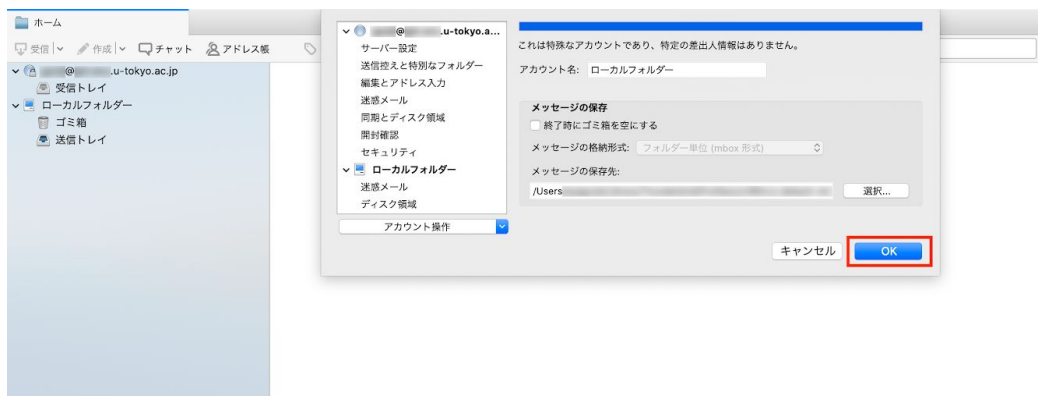 ホーム
受信 作成 チャット アドレス帳
@ .u-tokyo.ac.jp
受信トレイ
ローカルフォルダー
ゴミ箱
送信トレイ
@ .u-tokyo.a...
サーバー設定
送信控えと特別なフォルダー
編集とアドレス入力
迷惑メール
同期とディスク領域
開封確認
セキュリティ
ローカルフォルダー
迷惑メール
ディスク領域
アカウント操作
これは特殊なアカウントであり、特定の差出人情報はありません。
アカウント名: ローカルフォルダー
メッセージの保存
終了時にゴミ箱を空にする
メッセージの格納形式: フォルダー単位 (mbox 形式)
メッセージの保存先:
/Users
選択...
キャンセル OK